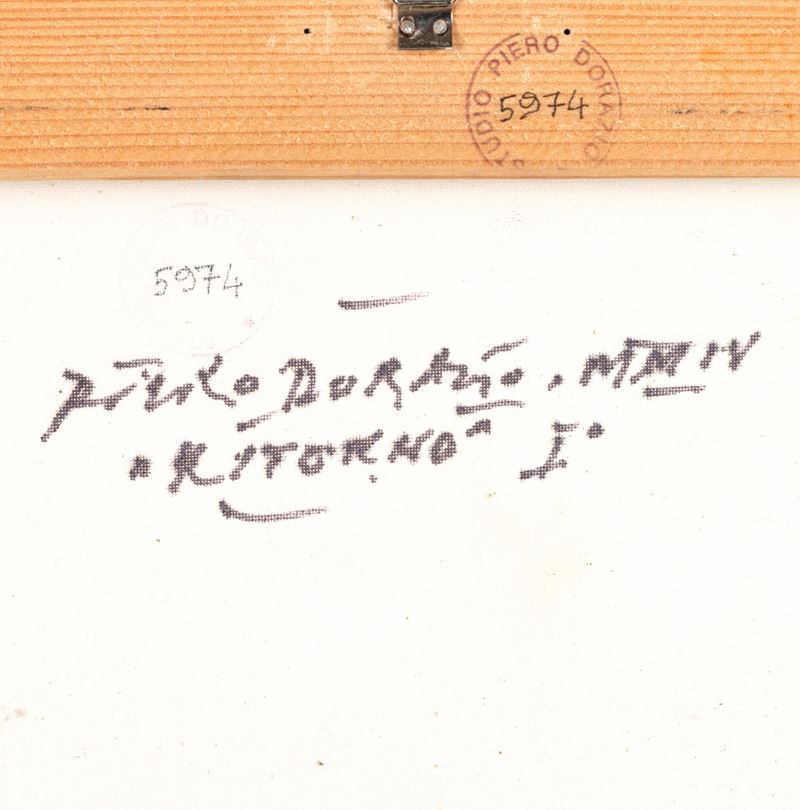 STUDIO PIERO DORAZIO
5974
5974
PIERO DORAZIO. MMIV
"RITORNO" I°